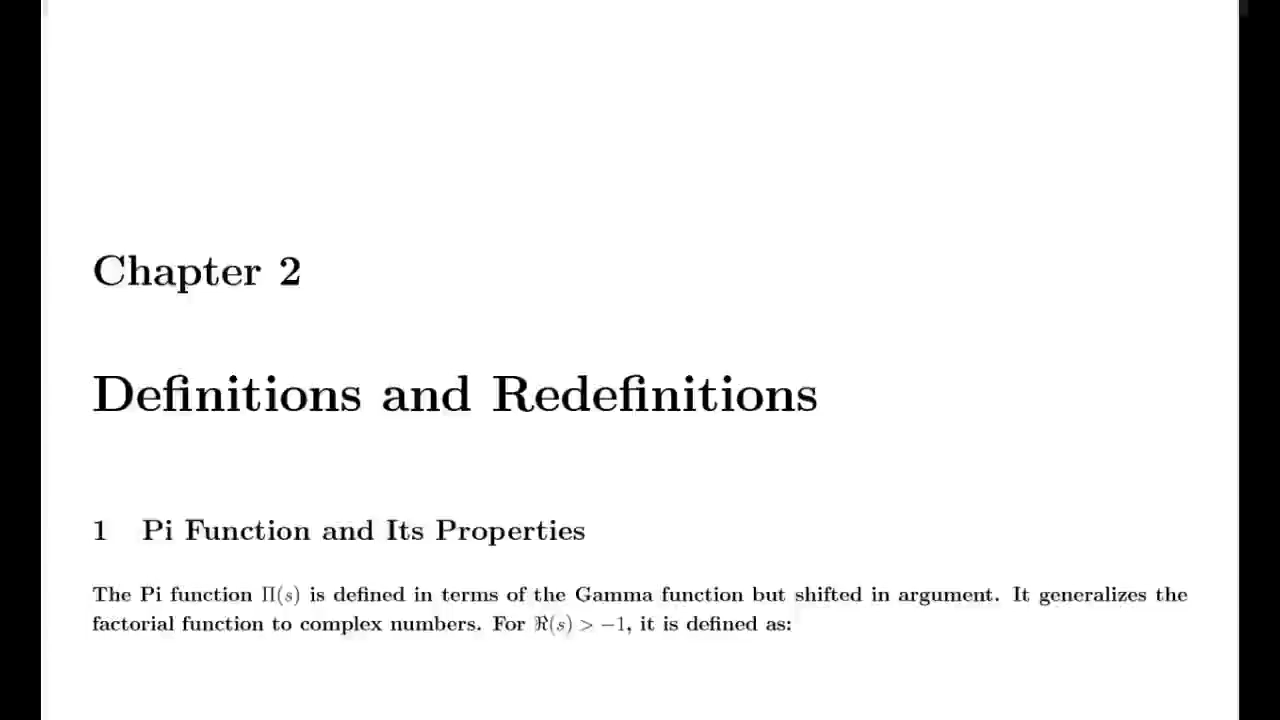 Chapter 2
Definitions and Redefinitions
1 Pi Function and Its Properties
The Pi function Π(s) is defined in terms of the Gamma function but shifted in argument. It generalizes the
factorial function to complex numbers. For ℜ(s) > −1, it is defined as: